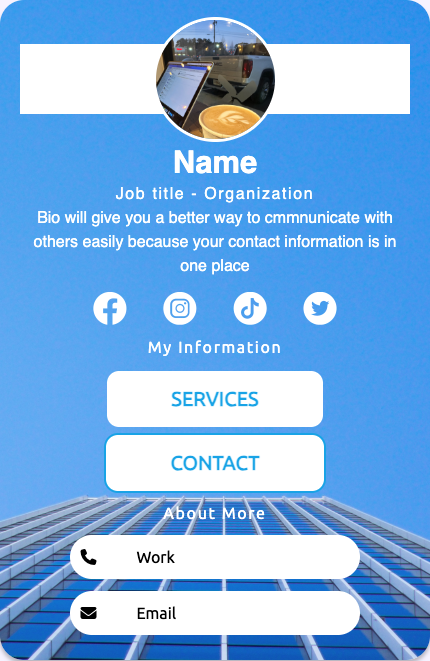 Name
Job title - Organization
Bio will give you a better way to cmmnunicate with
others easily because your contact information is in
one place
My Information
SERVICES
CONTACT
About More
Work
Email